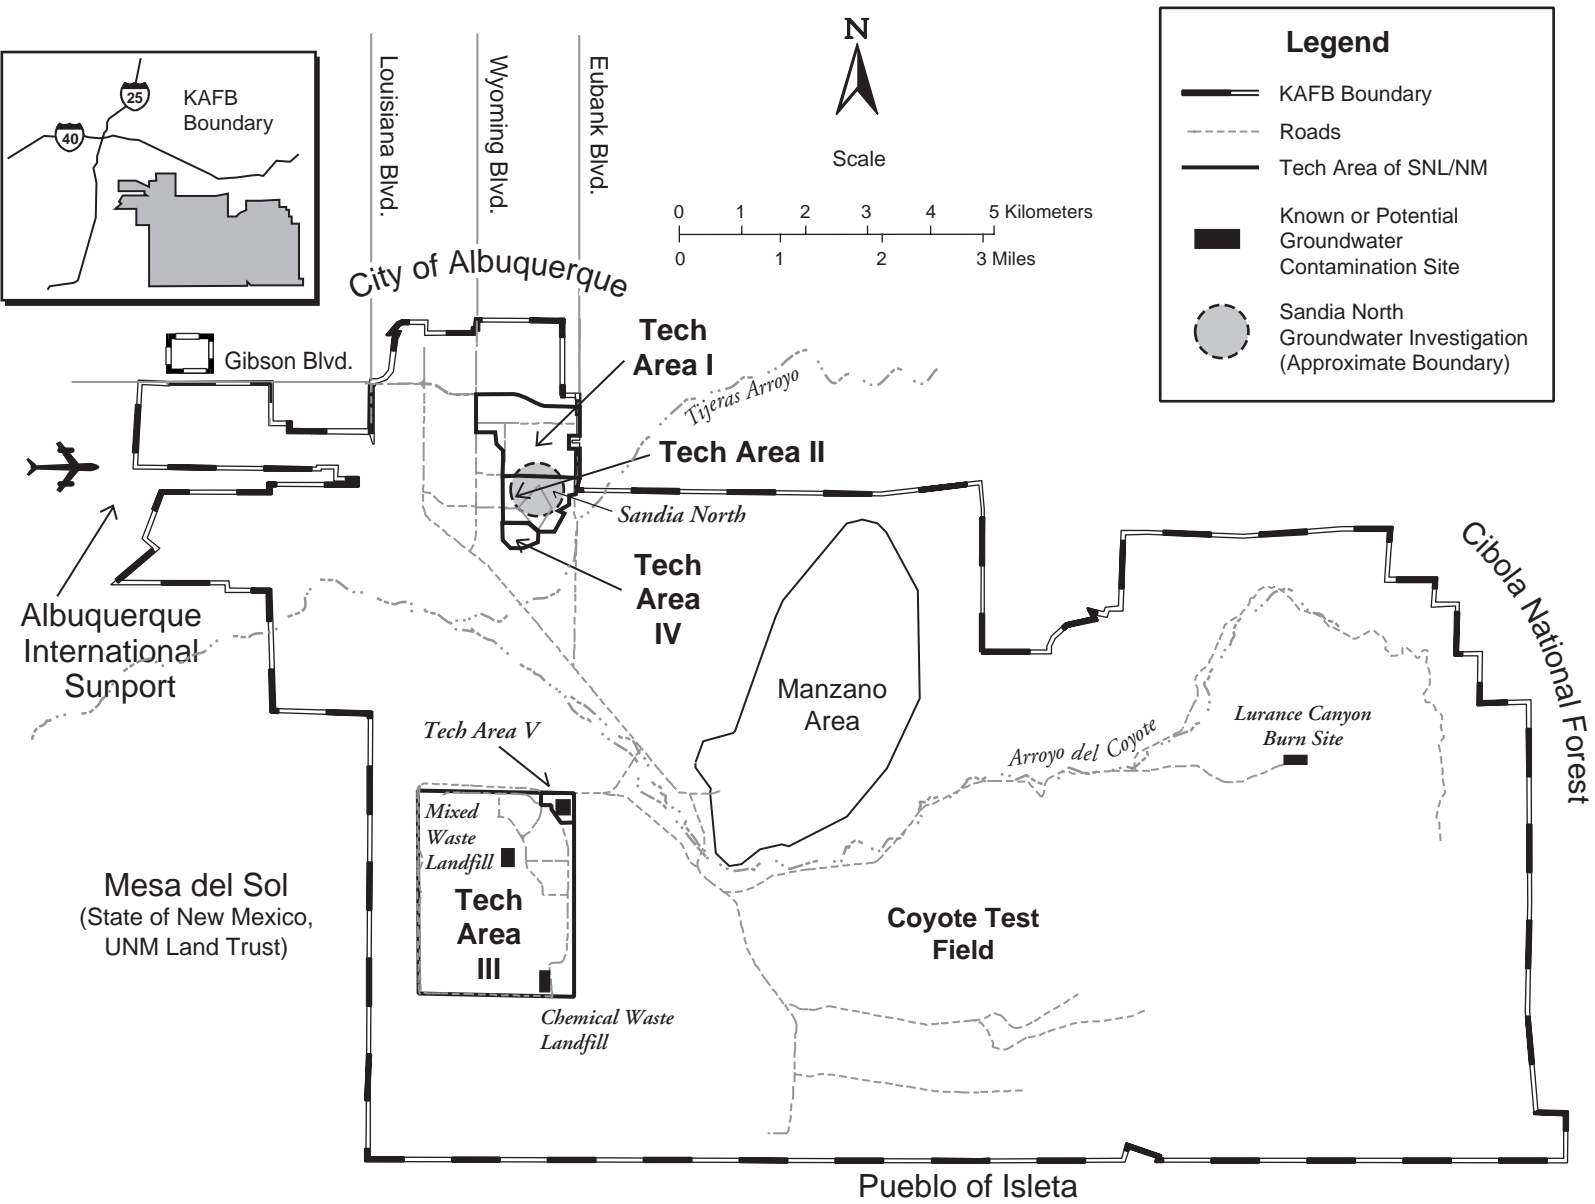 N
Scale
0 1 2 3 4 5 Kilometers
0 1 2 3 Miles
Legend
KAFB Boundary
Roads
Tech Area of SNL/NM
Known or Potential
Groundwater
Contamination Site
Sandia North
Groundwater Investigation
(Approximate Boundary)
25
40
KAFB
Boundary
Louisiana Blvd.
Wyoming Blvd.
Eubank Blvd.
City of Albuquerque
Gibson Blvd.
Tech
Area I
Tijeras Arroyo
Tech Area II
Sandia North
Tech
Area
IV
Albuquerque
International
Sunport
Cibola National Forest
Manzano
Area
Tech Area V
Lurance Canyon
Burn Site
Arroyo del Coyote
Mixed
Waste
Landfill
Tech
Area
III
Mesa del Sol
(State of New Mexico,
UNM Land Trust)
Coyote Test
Field
Chemical Waste
Landfill
Pueblo of Isleta